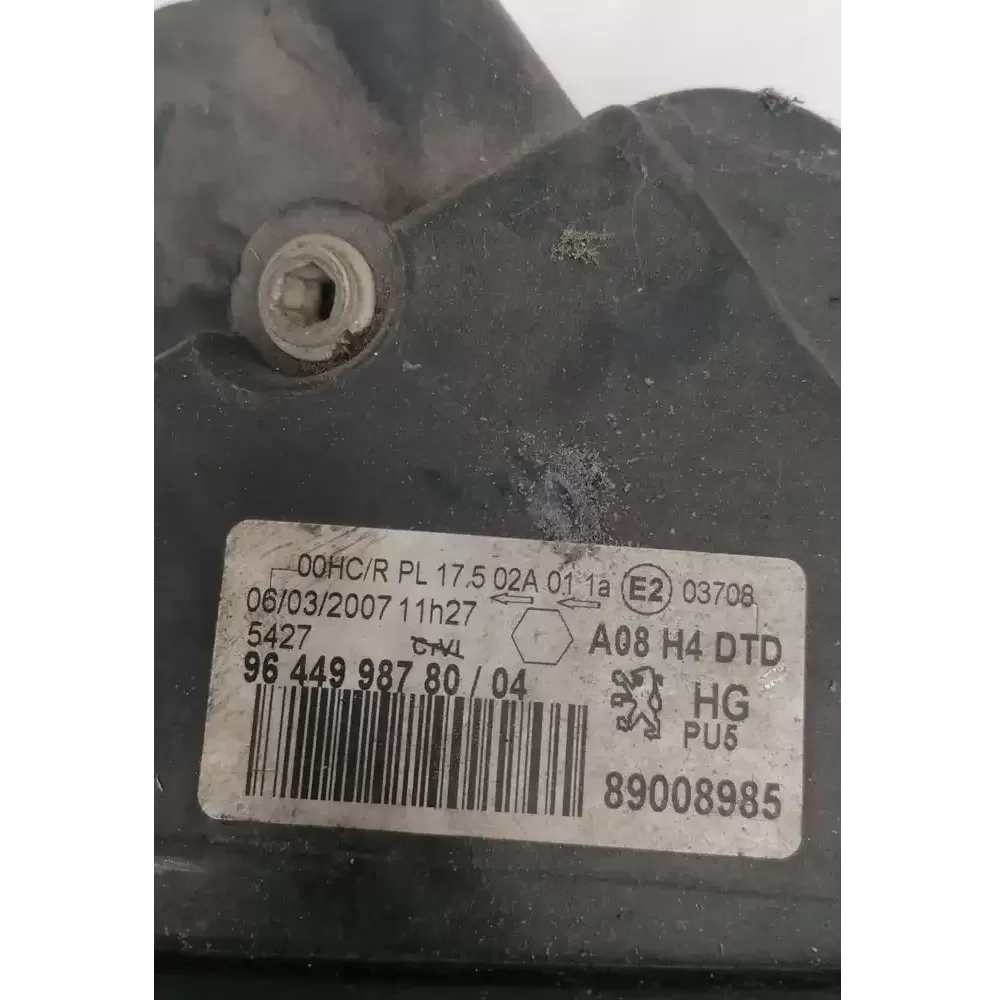 00HC/R PL 17.5 02A 01 1a E2 03708
06/03/2007 11h27
5427
A08 H4 DTD
96 449 987 80 / 04
HG
PU5
89008985